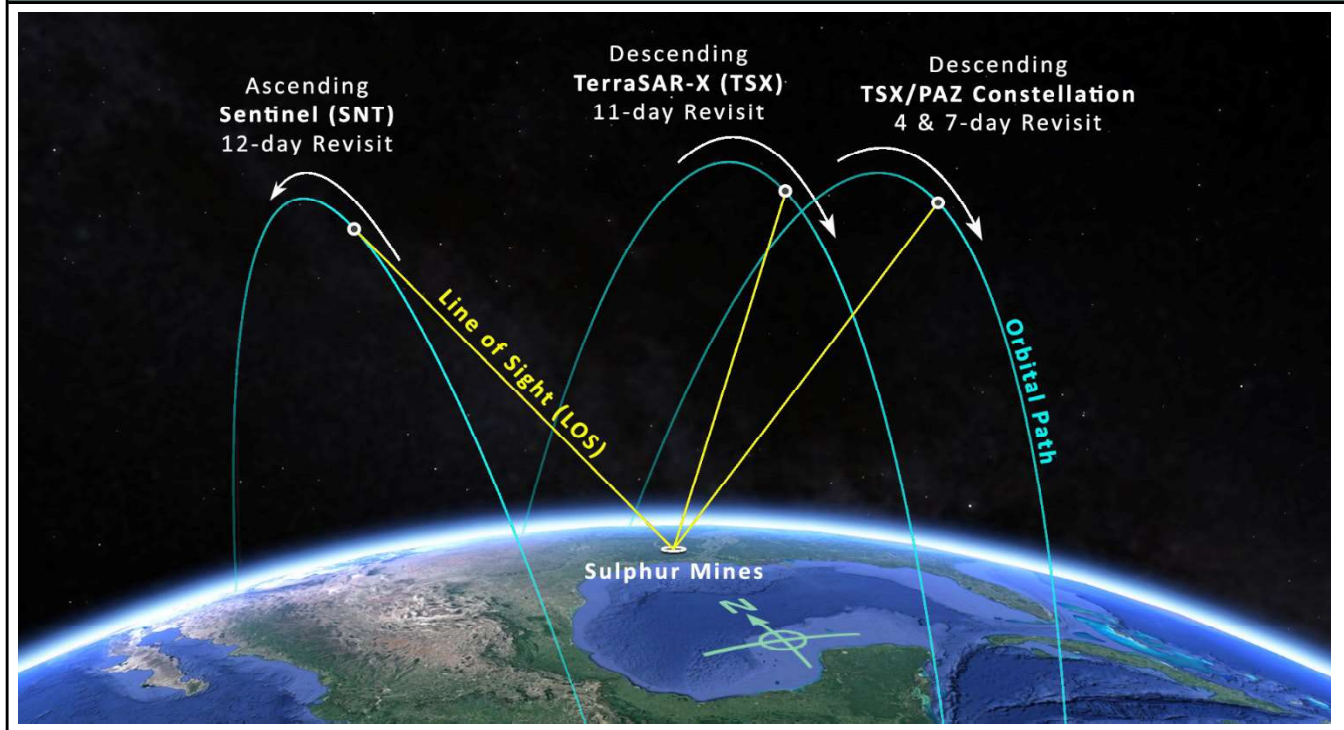 Ascending
Sentinel (SNT)
12-day Revisit
Descending
TerraSAR-X (TSX)
11-day Revisit
Descending
TSX/PAZ Constellation
4 & 7-day Revisit
Line of Sight (LOS)
Orbital Path
Sulphur Mines
N